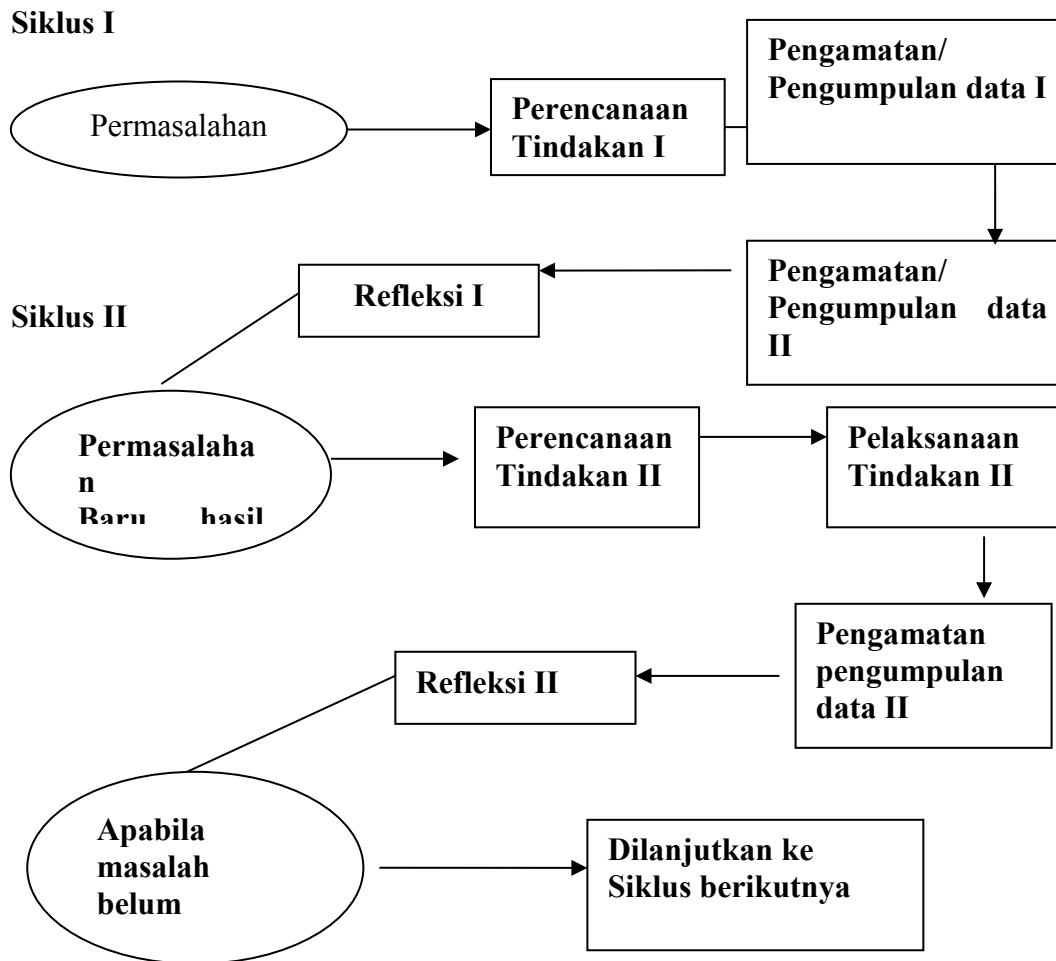 Siklus I
Permasalahan
Perencanaan
Tindakan I
Pengamatan/
Pengumpulan data I
Pengamatan/
Pengumpulan data
II
Refleksi I
Siklus II
Permasalaha
n
Baru hasil
Perencanaan
Tindakan II
Pelaksanaan
Tindakan II
Pengamatan
pengumpulan
data II
Refleksi II
Apabila
masalah
belum
Dilanjutkan ke
Siklus berikutnya